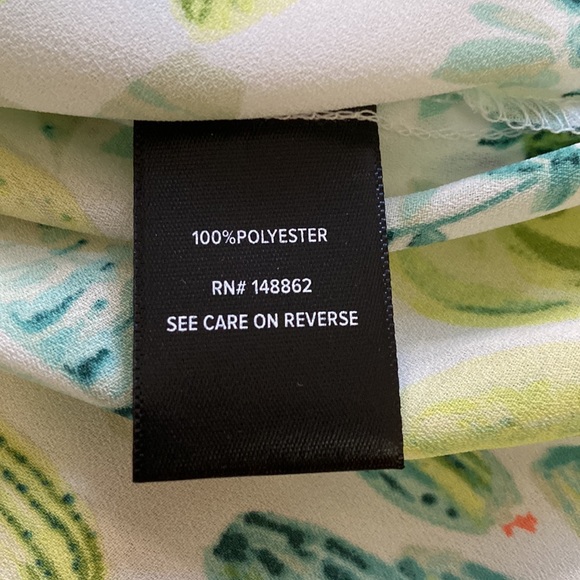 100%POLYESTER
RN# 148862
SEE CARE ON REVERSE